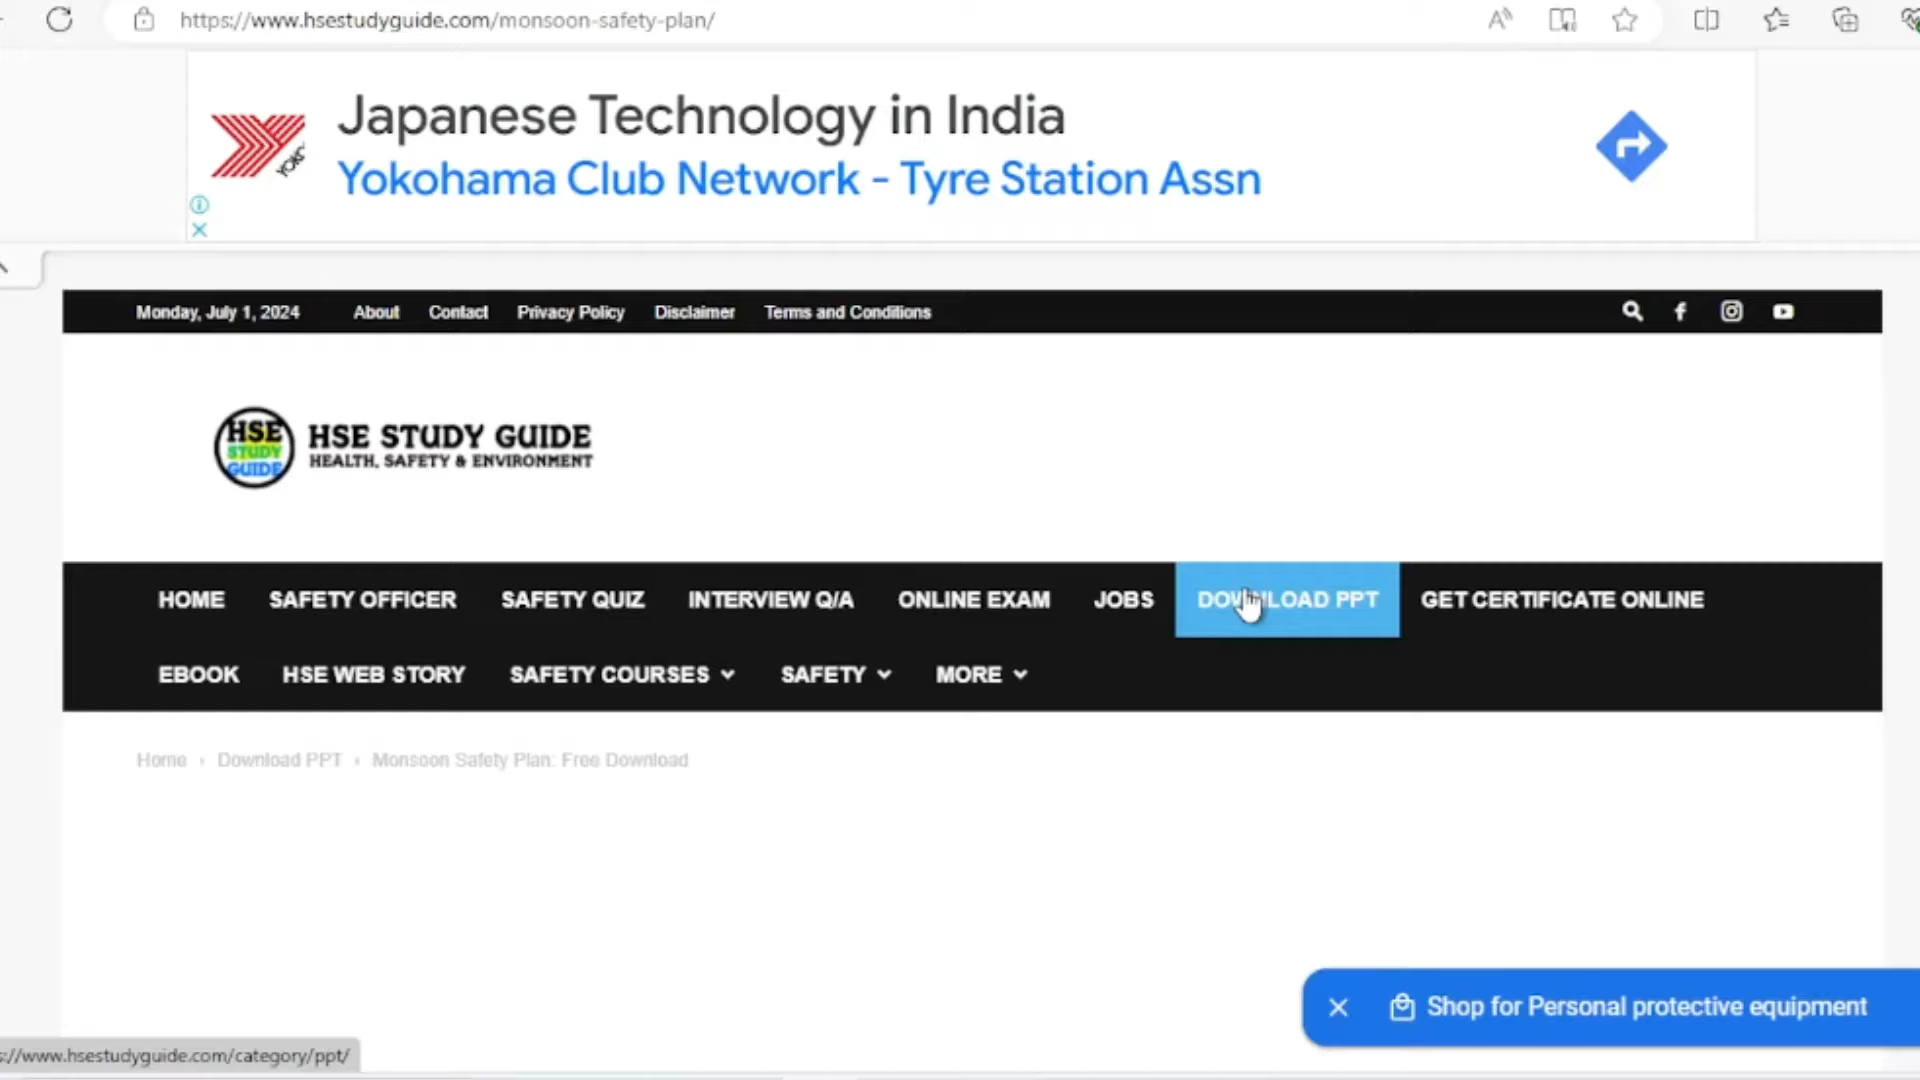 https://www.hsestudyguide.com/monsoon-safety-plan/
Japanese Technology in India
Yokohama Club Network - Tyre Station Assn
Monday, July 1, 2024 About Contact Privacy Policy Disclaimer Terms and Conditions
HSE STUDY GUIDE
HSE STUDY GUIDE
HEALTH, SAFETY & ENVIRONMENT
HOME SAFETY OFFICER SAFETY QUIZ INTERVIEW Q/A ONLINE EXAM JOBS DOWNLOAD PPT GET CERTIFICATE ONLINE
EBOOK HSE WEB STORY SAFETY COURSES SAFETY MORE
Home › Download PPT › Monsoon Safety Plan: Free Download
Shop for Personal protective equipment
s://www.hsestudyguide.com/category/ppt/